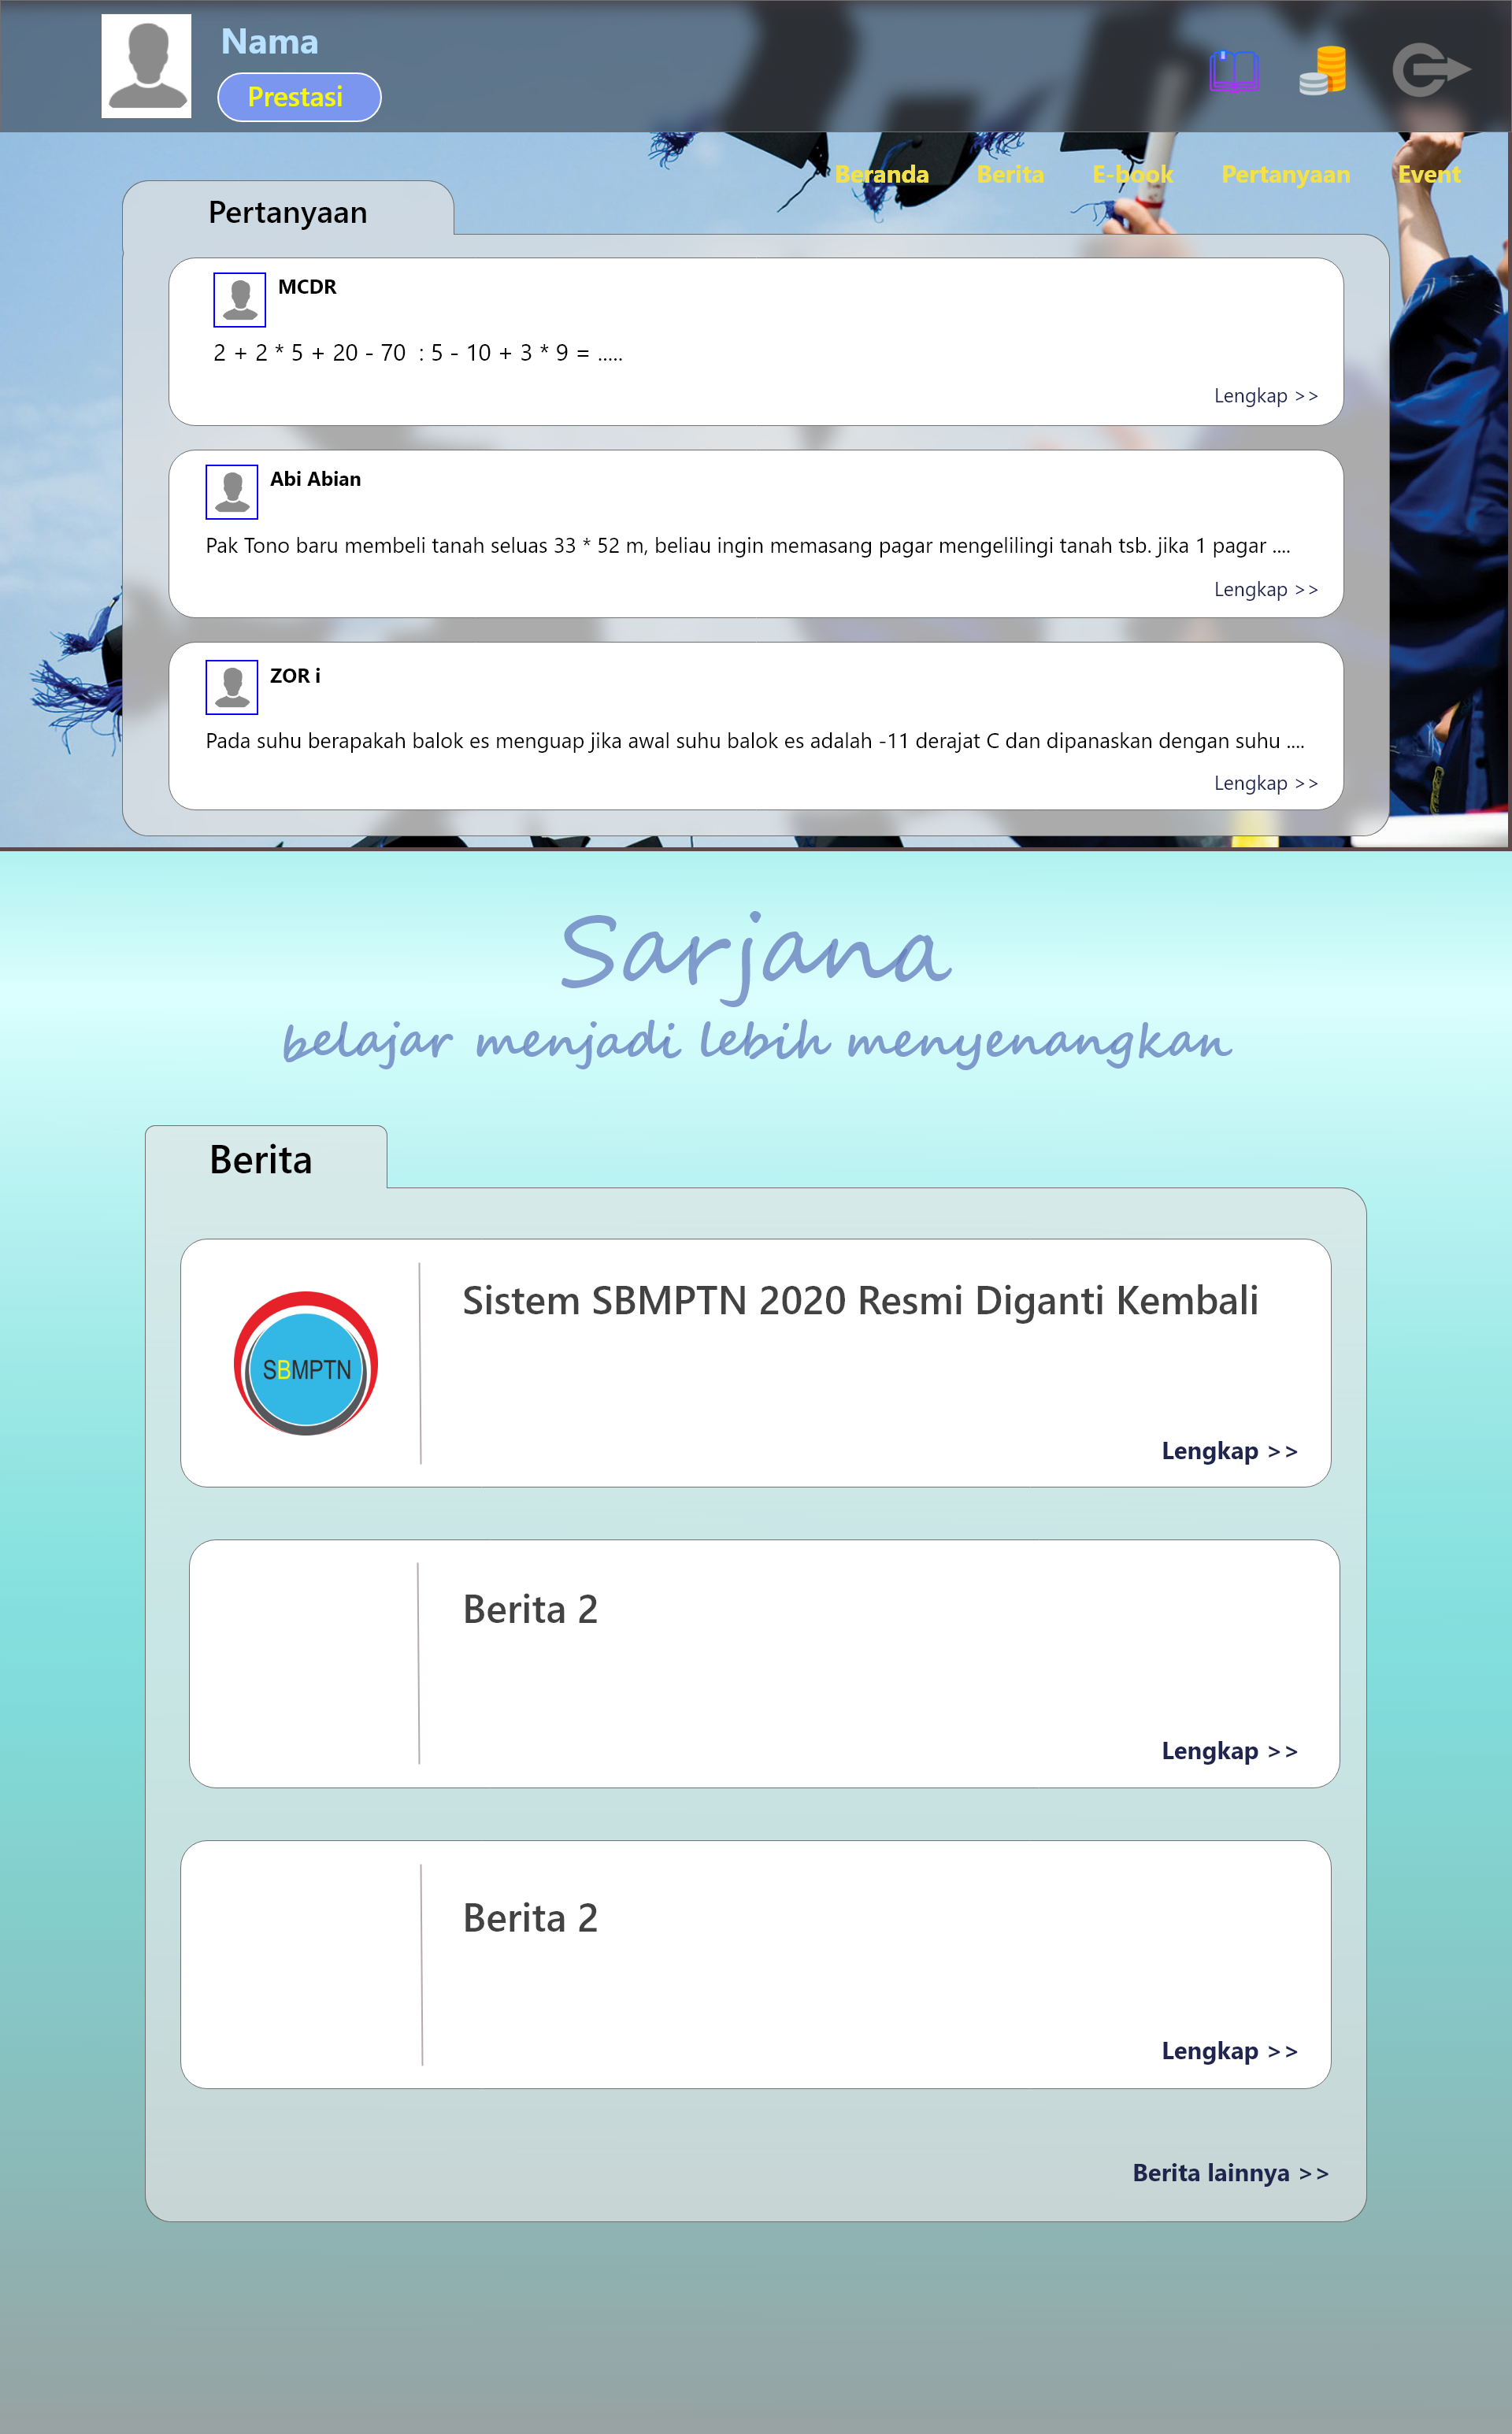 Nama
Prestasi
Beranda Berita E-book Pertanyaan Event
Pertanyaan
MCDR
2 + 2 * 5 + 20 - 70 : 5 - 10 + 3 * 9 = .....
Lengkap >>
Abi Abian
Pak Tono baru membeli tanah seluas 33 * 52 m, beliau ingin memasang pagar mengelilingi tanah tsb. jika 1 pagar ....
Lengkap >>
ZOR i
Pada suhu berapakah balok es menguap jika awal suhu balok es adalah -11 derajat C dan dipanaskan dengan suhu ....
Lengkap >>
Sarjana
belajar menjadi lebih menyenangkan
Berita
Sistem SBMPTN 2020 Resmi Diganti Kembali
SBMPTN
Lengkap >>
Berita 2
Lengkap >>
Berita 2
Lengkap >>
Berita lainnya >>